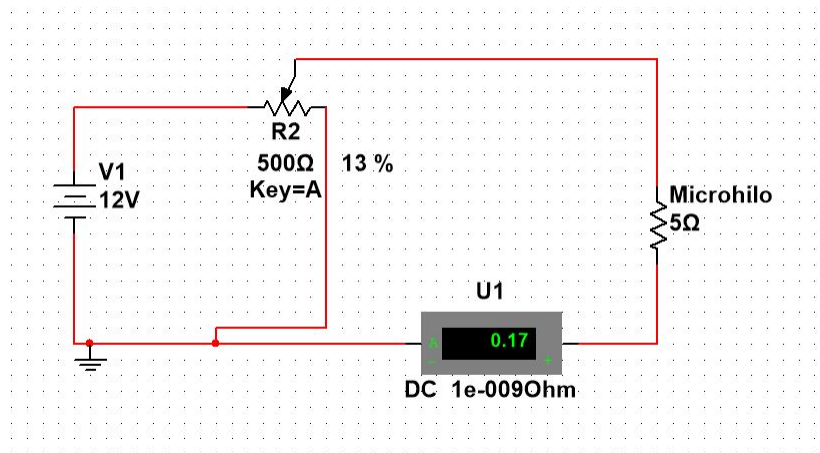 R2
500Ω 13 %
Key=A
V1
12V
Microhilo
5Ω
U1
A 0.17
- +
DC 1e-009Ohm